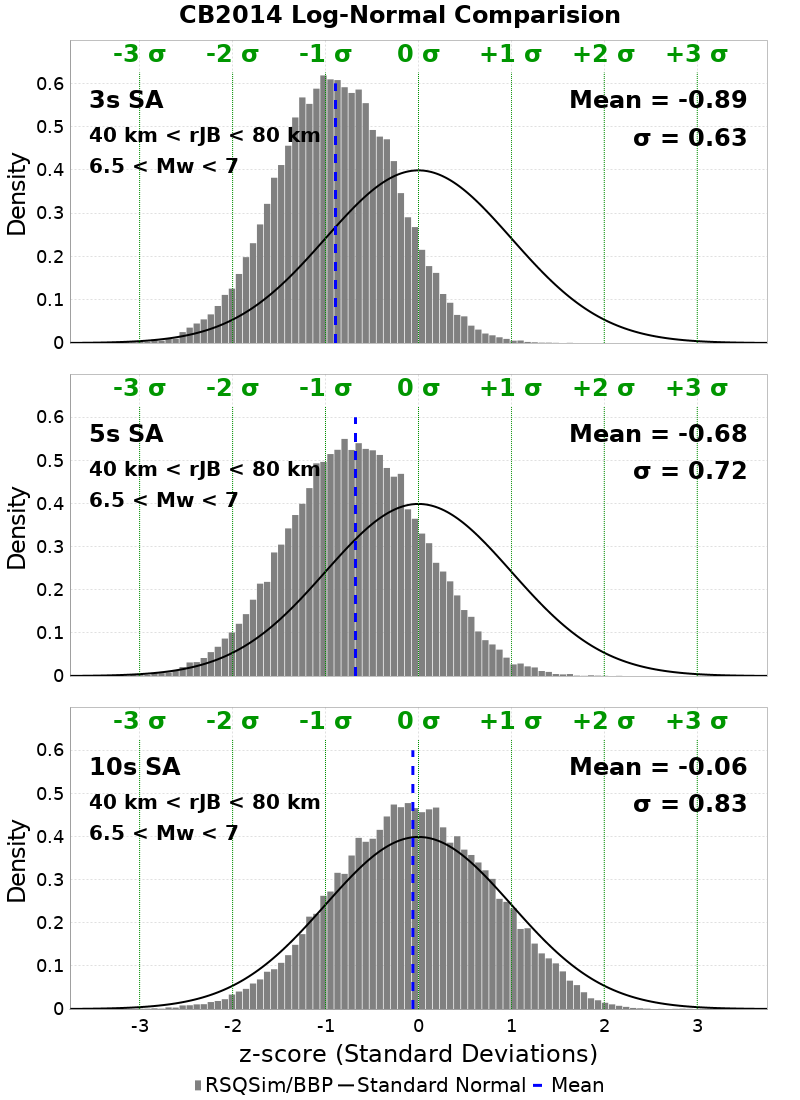 CB2014 Log-Normal Comparision
-3 σ -2 σ -1 σ 0 σ +1 σ +2 σ +3 σ
3s SA
40 km < rJB < 80 km
6.5 < Mw < 7
Mean = -0.89
σ = 0.63
Density
0.6
0.5
0.4
0.3
0.2
0.1
0
-3 σ -2 σ -1 σ 0 σ +1 σ +2 σ +3 σ
5s SA
40 km < rJB < 80 km
6.5 < Mw < 7
Mean = -0.68
σ = 0.72
Density
0.6
0.5
0.4
0.3
0.2
0.1
0
-3 σ -2 σ -1 σ 0 σ +1 σ +2 σ +3 σ
10s SA
40 km < rJB < 80 km
6.5 < Mw < 7
Mean = -0.06
σ = 0.83
Density
0.6
0.5
0.4
0.3
0.2
0.1
0
-3 -2 -1 0 1 2 3
z-score (Standard Deviations)
RSQSim/BBP Standard Normal Mean